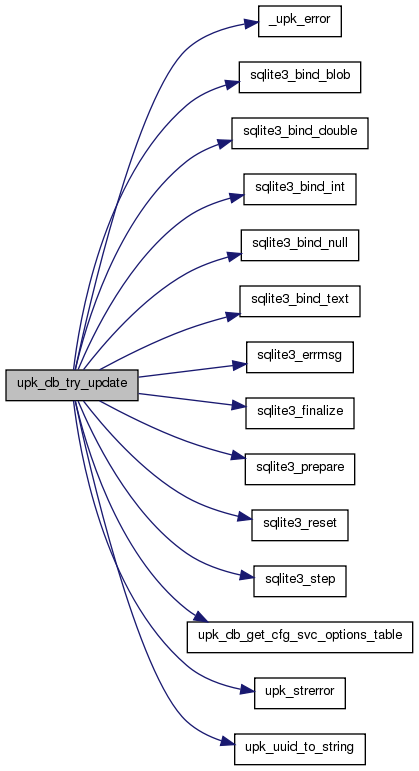 _upk_error
sqlite3_bind_blob
sqlite3_bind_double
sqlite3_bind_int
sqlite3_bind_null
sqlite3_bind_text
sqlite3_errmsg
upk_db_try_update
sqlite3_finalize
sqlite3_prepare
sqlite3_reset
sqlite3_step
upk_db_get_cfg_svc_options_table
upk_strerror
upk_uuid_to_string